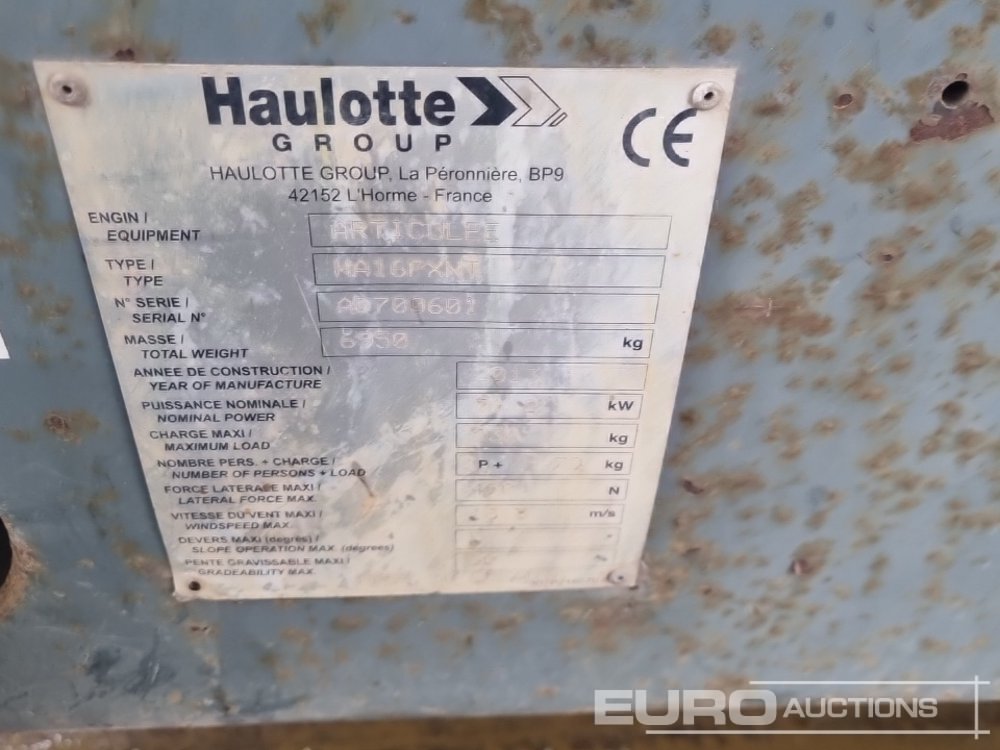 Haulotte
GROUP
CE
HAULOTTE GROUP, La Péronnière, BP9
42152 L'Horme - France
ENGIN /
EQUIPMENT
ARTICULEE
TYPE /
TYPE
HA16PXNT
N° SERIE /
SERIAL N°
AD709601
MASSE /
TOTAL WEIGHT
6950 kg
ANNEE DE CONSTRUCTION /
YEAR OF MANUFACTURE
PUISSANCE NOMINALE /
NOMINAL POWER
kW
CHARGE MAXI /
MAXIMUM LOAD
kg
NOMBRE PERS. + CHARGE /
NUMBER OF PERSONS + LOAD
P + kg
FORCE LATERALE MAXI /
LATERAL FORCE MAX.
N
VITESSE DU VENT MAXI /
WINDSPEED MAX.
m/s
DEVERS MAXI (degrés) /
SLOPE OPERATION MAX. (degrees)
°
PENTE GRAVISSABLE MAXI /
GRADEABILITY MAX.
%
EURO AUCTIONS